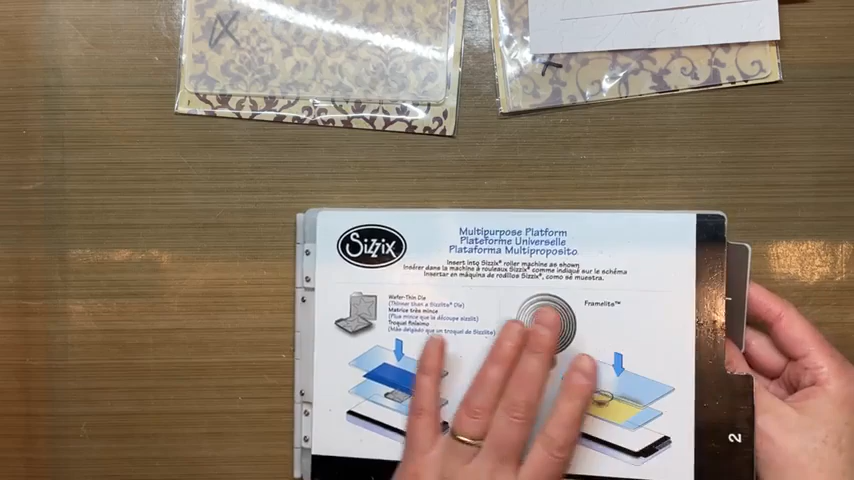 Sizzix
Multipurpose Platform
Plateforme Universelle
Plataforma Multiproposito
Insert into Sizzix® roller machine as shown
Insérer dans la machine à rouleaux Sizzix® comme indiqué sur le schéma
Insertar en máquina de rodillos Sizzix®, como se muestra.
Wafer-Thin Die
(Thinner than a Sizzlits® Die)
Matrice très mince
(Plus mince que la découpe sizzlit)
Troquel Finísimo
(Más delgado que un troquel de Sizzlits)
Framelits™
1
2